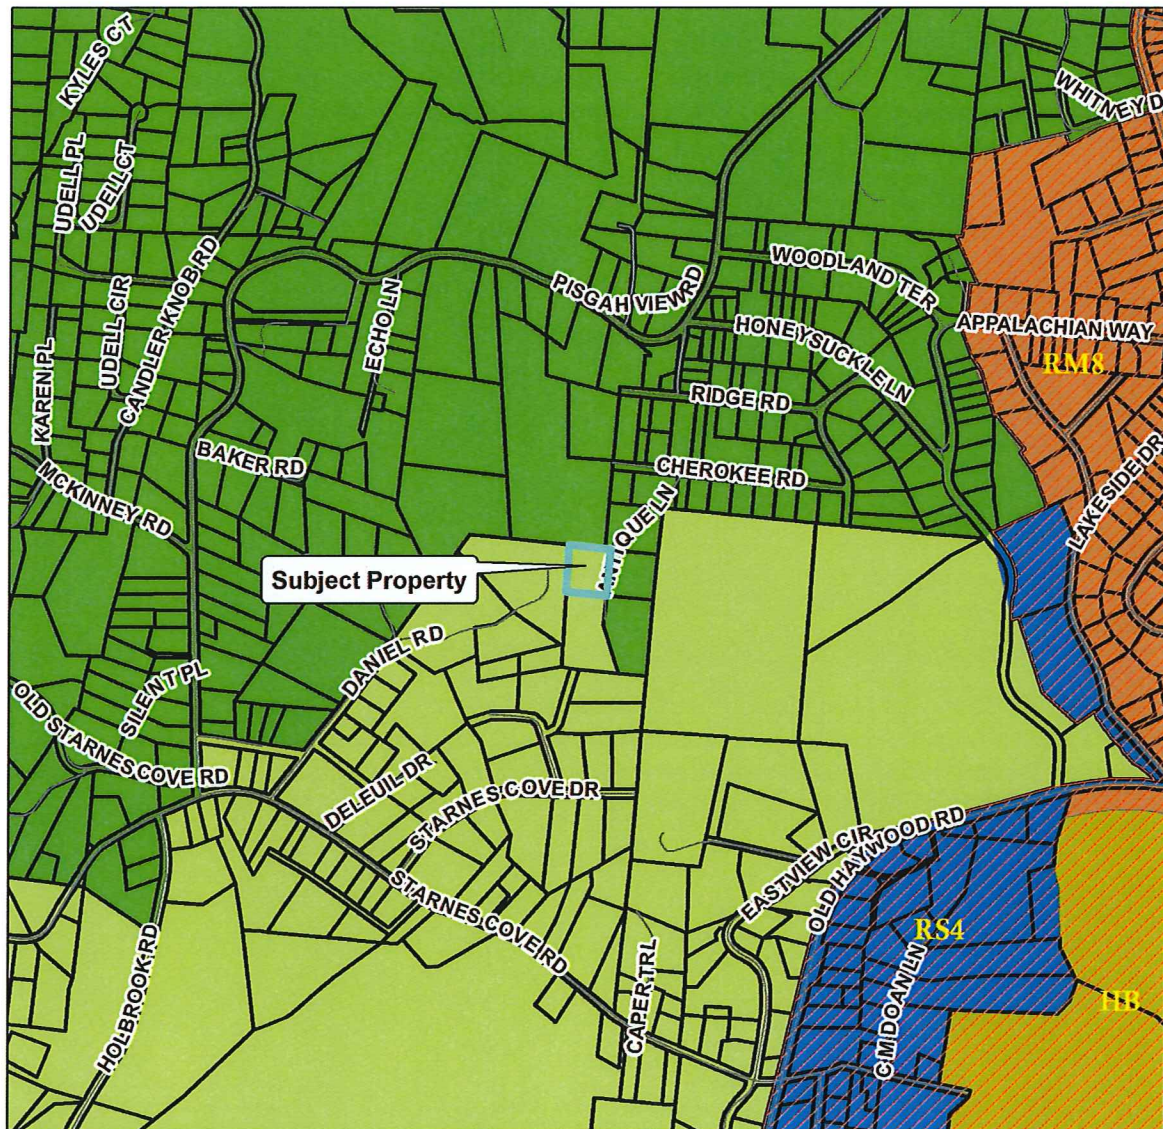 KYLES CT
WHITNEY D
UDELL PL
UDELL CT
CANDLER KNOB RD
UDELL CIR
KAREN PL
ECHO LN
PISGAH VIEW RD
WOODLAND TER
HONEYSUCKLE LN
APPALACHIAN WAY
RM8
RIDGE RD
LAKESIDE DR
BAKER RD
CHEROKEE RD
MCKINNEY RD
ANTIQUE LN
Subject Property
DANIEL RD
SILENT PL
OLD STARNES COVE RD
DELEUIL DR
STARNES COVE DR
STARNES COVE RD
EASTVIEW CIR
OLD HAYWOOD RD
RS4
HOLBROOK RD
CAPER TRL
C M DOAN LN
HB